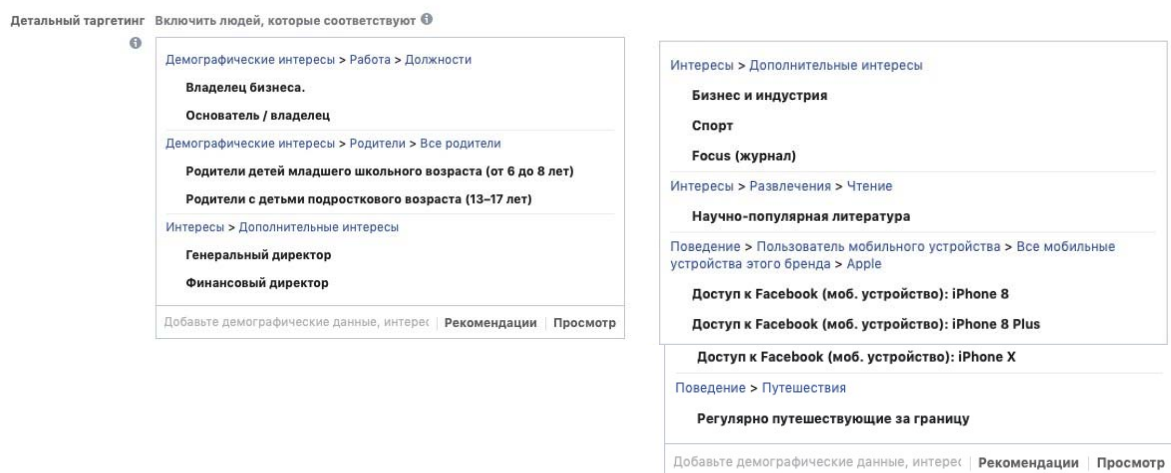 Детальный таргетинг Включить людей, которые соответствуют
Демографические интересы > Работа > Должности
Владелец бизнеса.
Основатель / владелец
Демографические интересы > Родители > Все родители
Родители детей младшего школьного возраста (от 6 до 8 лет)
Родители с детьми подросткового возраста (13–17 лет)
Интересы > Дополнительные интересы
Генеральный директор
Финансовый директор
Добавьте демографические данные, интерес Рекомендации Просмотр
Интересы > Дополнительные интересы
Бизнес и индустрия
Спорт
Focus (журнал)
Интересы > Развлечения > Чтение
Научно-популярная литература
Поведение > Пользователь мобильного устройства > Все мобильные
устройства этого бренда > Apple
Доступ к Facebook (моб. устройство): iPhone 8
Доступ к Facebook (моб. устройство): iPhone 8 Plus
Доступ к Facebook (моб. устройство): iPhone X
Поведение > Путешествия
Регулярно путешествующие за границу
Добавьте демографические данные, интерес Рекомендации Просмотр